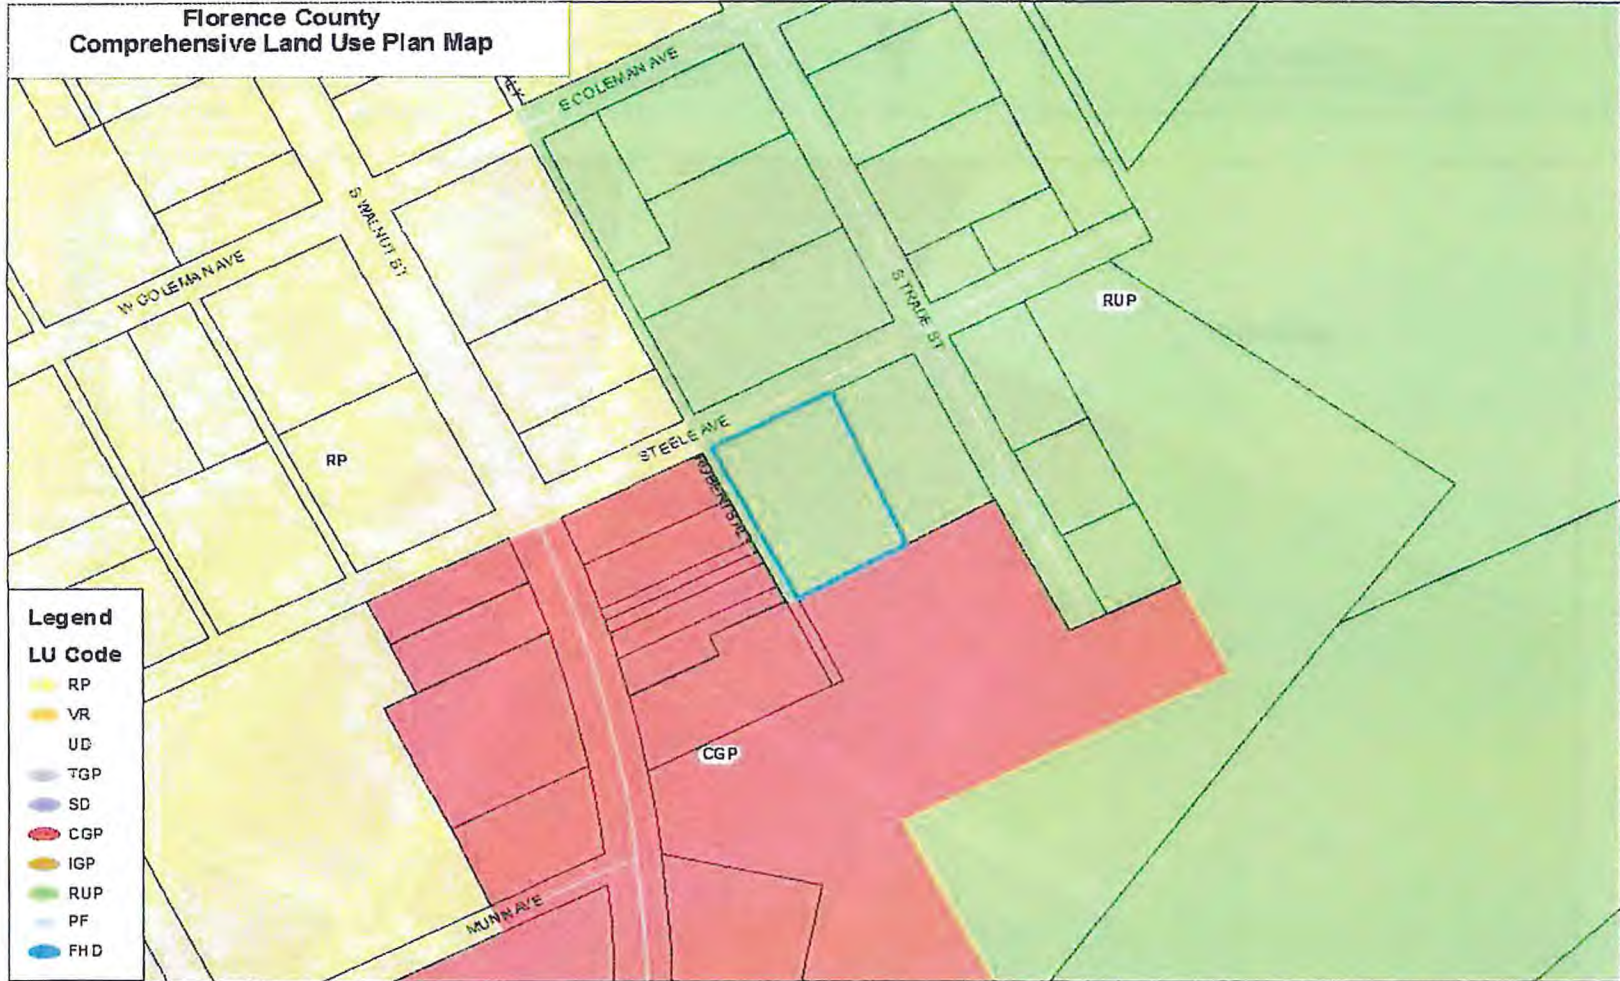 Florence County
Comprehensive Land Use Plan Map
E COLEMAN AVE
S WALNUT ST
W COLEMAN AVE
S TRADE ST
RUP
STEELE AVE
RP
CGP
MUNN AVE
Legend
LU Code
RP
VR
UD
TGP
SD
CGP
IGP
RUP
PF
FHD